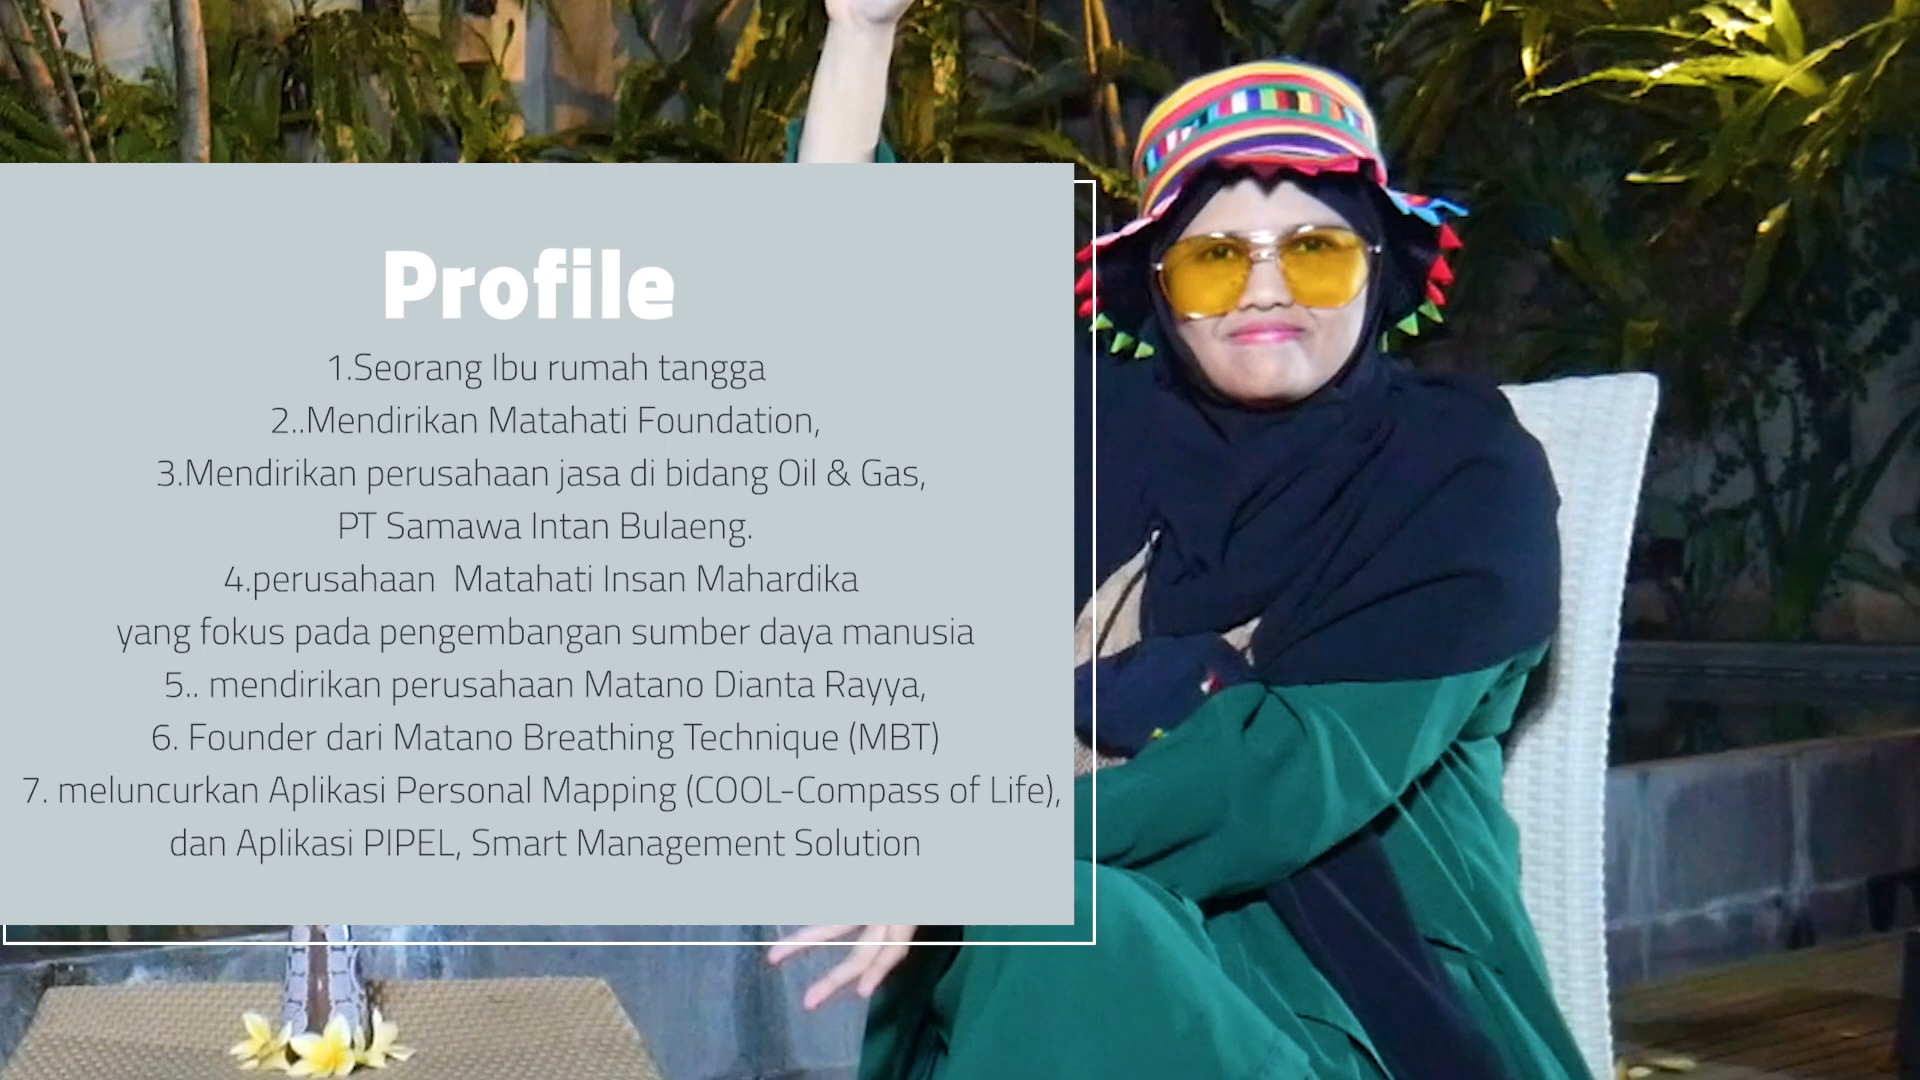 Profile
1.Seorang Ibu rumah tangga
2..Mendirikan Matahati Foundation,
3.Mendirikan perusahaan jasa di bidang Oil & Gas,
PT Samawa Intan Bulaeng.
4.perusahaan  Matahati Insan Mahardika
yang fokus pada pengembangan sumber daya manusia
5.. mendirikan perusahaan Matano Dianta Rayya,
6. Founder dari Matano Breathing Technique (MBT)
7. meluncurkan Aplikasi Personal Mapping (COOL-Compass of Life),
dan Aplikasi PIPEL, Smart Management Solution